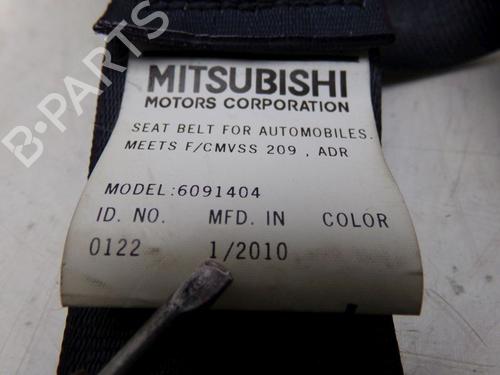 MITSUBISHI
MOTORS CORPORATION
SEAT BELT FOR AUTOMOBILES.
MEETS F/CMVSS 209 , ADR
MODEL:6091404
ID. NO. MFD. IN COLOR
0122 1/2010
B-PARTS